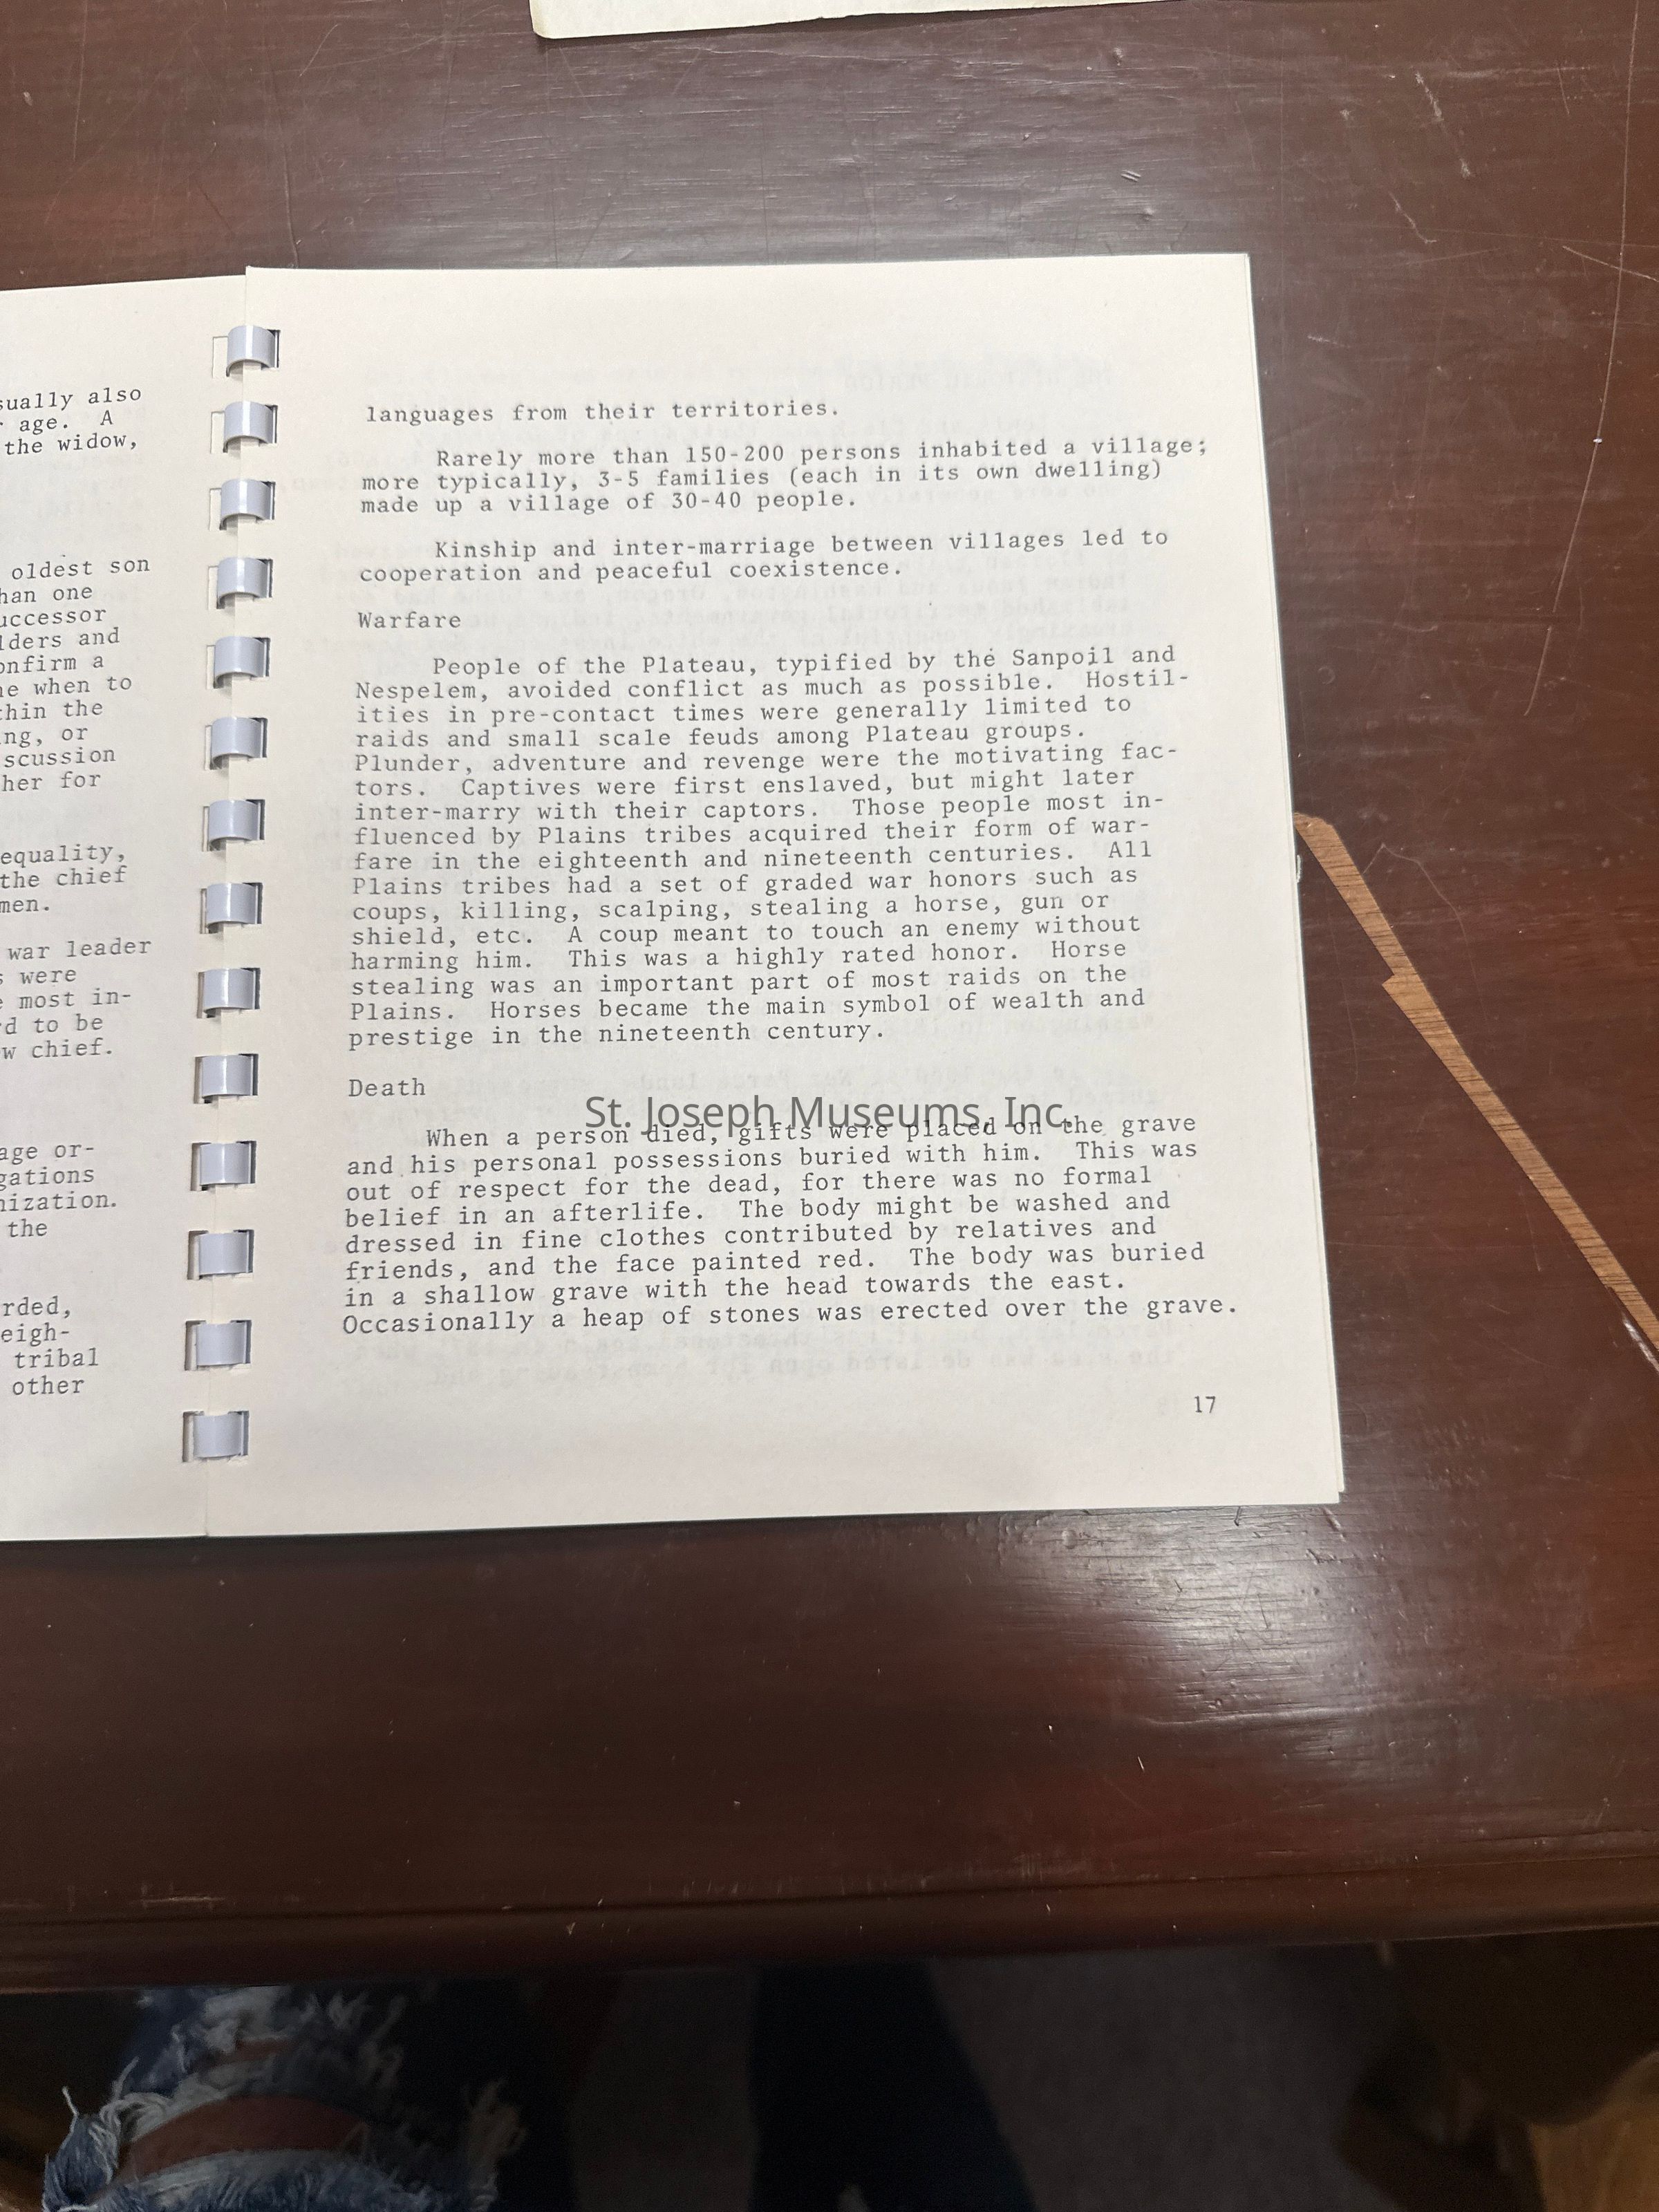 sually also
age. A
the widow,
oldest son
han one
uccessor
lders and
onfirm a
ne when to
thin the
ng, or
scussion
her for
equality,
the chief
men.
war leader
s were
e most in-
d to be
w chief.
age or-
gations
nization.
the
rded,
eigh-
tribal
other
languages from their territories.
Rarely more than 150-200 persons inhabited a village;
more typically, 3-5 families (each in its own dwelling)
made up a village of 30-40 people.
Kinship and inter-marriage between villages led to
cooperation and peaceful coexistence.
Warfare
People of the Plateau, typified by the Sanpoil and
Nespelem, avoided conflict as much as possible. Hostil-
ities in pre-contact times were generally limited to
raids and small scale feuds among Plateau groups.
Plunder, adventure and revenge were the motivating fac-
tors. Captives were first enslaved, but might later
inter-marry with their captors. Those people most in-
fluenced by Plains tribes acquired their form of war-
fare in the eighteenth and nineteenth centuries. All
Plains tribes had a set of graded war honors such as
coups, killing, scalping, stealing a horse, gun or
shield, etc. A coup meant to touch an enemy without
harming him. This was a highly rated honor. Horse
stealing was an important part of most raids on the
Plains. Horses became the main symbol of wealth and
prestige in the nineteenth century.
Death
St. Joseph Museums, Inc.
When a person died, gifts were placed on the grave
and his personal possessions buried with him. This was
out of respect for the dead, for there was no formal
belief in an afterlife. The body might be washed and
dressed in fine clothes contributed by relatives and
friends, and the face painted red. The body was buried
in a shallow grave with the head towards the east.
Occasionally a heap of stones was erected over the grave.
17